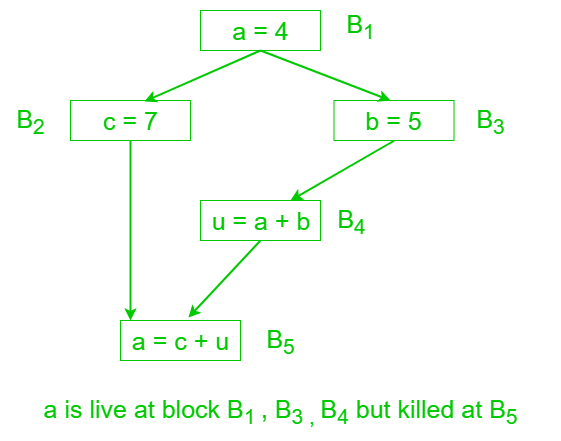 a = 4 B1
B2 c = 7 b = 5 B3
u = a + b B4
a = c + u B5
a is live at block B1 , B3 , B4 but killed at B5